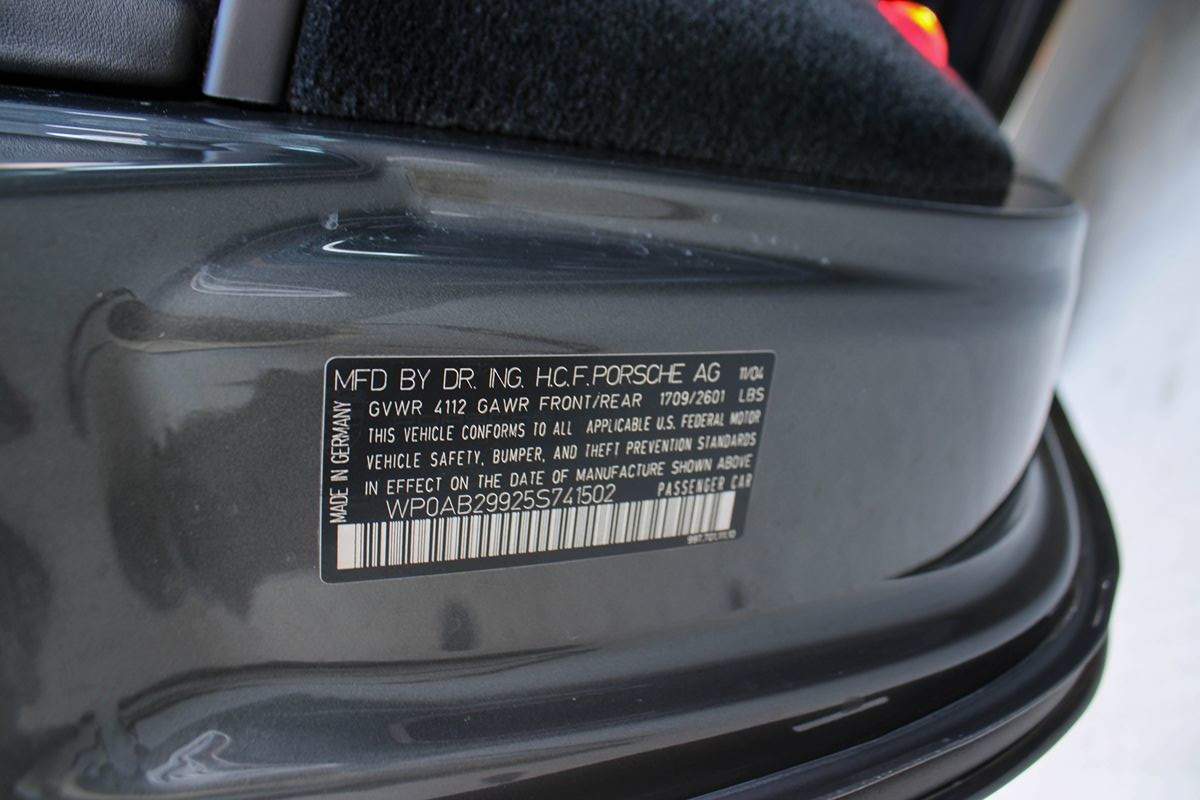 MFD BY DR. ING. H.C.F. PORSCHE AG 11/04
GVWR 4112 GAWR FRONT/REAR 1709/2601 LBS
THIS VEHICLE CONFORMS TO ALL APPLICABLE U.S. FEDERAL MOTOR
VEHICLE SAFETY, BUMPER, AND THEFT PREVENTION STANDARDS
IN EFFECT ON THE DATE OF MANUFACTURE SHOWN ABOVE
WP0AB29925S741502 PASSENGER CAR
MADE IN GERMANY